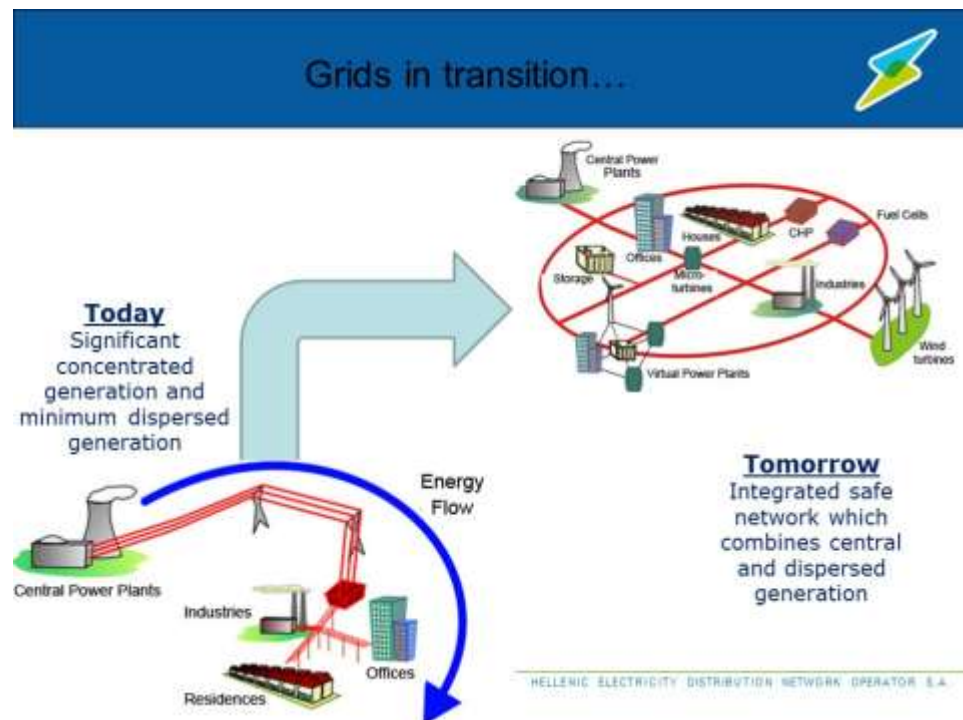 Grids in transition...
Today
Significant
concentrated
generation and
minimum dispersed
generation
Central Power
Plants
Offices
Houses
CHP
Fuel Cells
Storage
Micro-
turbines
Industries
Wind
turbines
Virtual Power Plants
Energy
Flow
Central Power Plants
Industries
Offices
Residences
Tomorrow
Integrated safe
network which
combines central
and dispersed
generation
HELLENIC ELECTRICITY DISTRIBUTION NETWORK OPERATOR S.A.